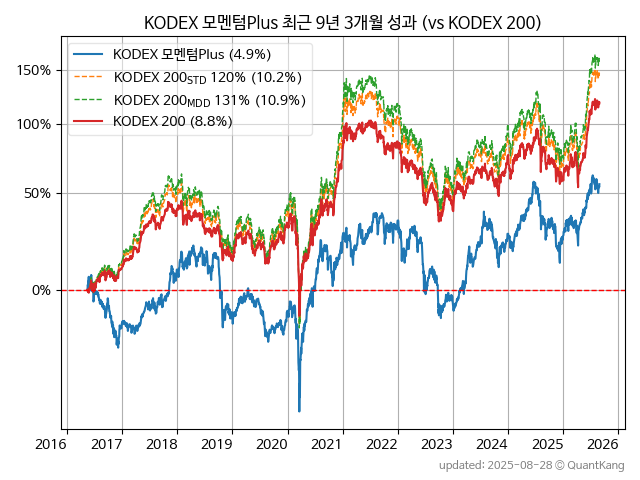 KODEX 모멘텀Plus 최근 9년 3개월 성과 (vs KODEX 200)
KODEX 모멘텀Plus (4.9%)
KODEX 200STD 120% (10.2%)
KODEX 200MDD 131% (10.9%)
KODEX 200 (8.8%)
150%
100%
50%
0%
2016 2017 2018 2019 2020 2021 2022 2023 2024 2025 2026
updated: 2025-08-28 © QuantKang